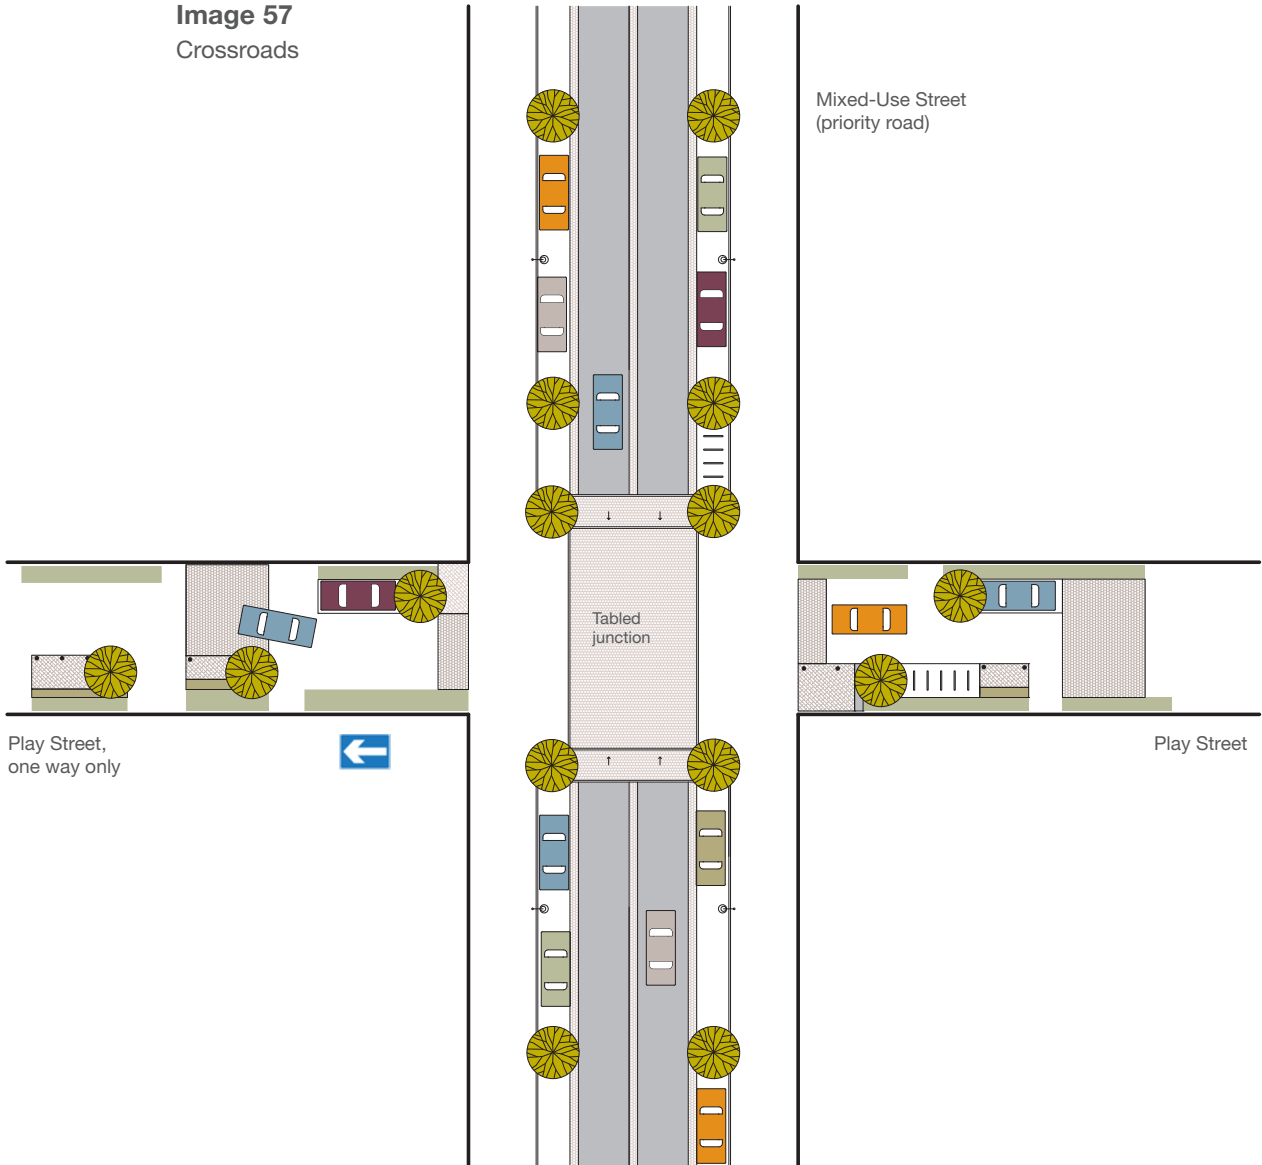 Image 57
Crossroads
Mixed-Use Street
(priority road)
Tabled
junction
Play Street,
one way only
Play Street